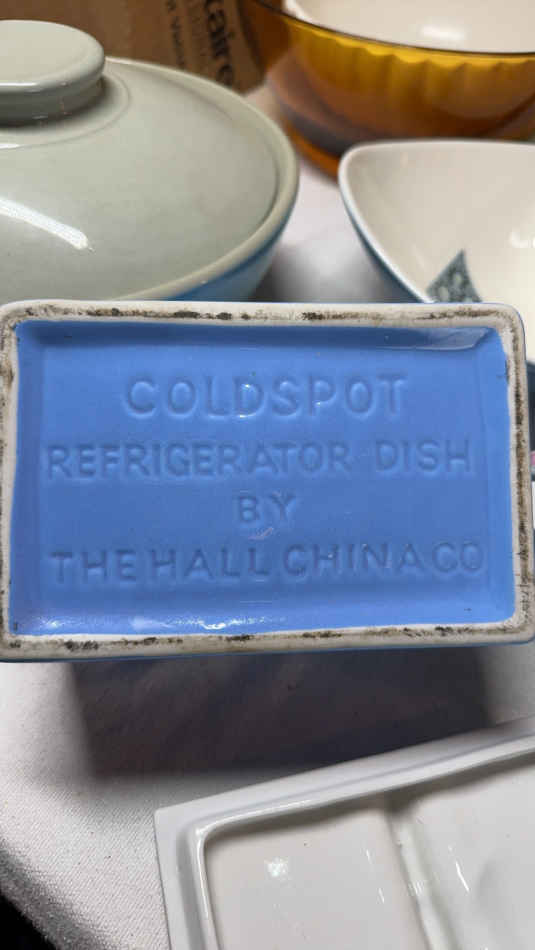 COLDSPOT
REFRIGERATOR DISH
BY
THE HALL CHINA CO